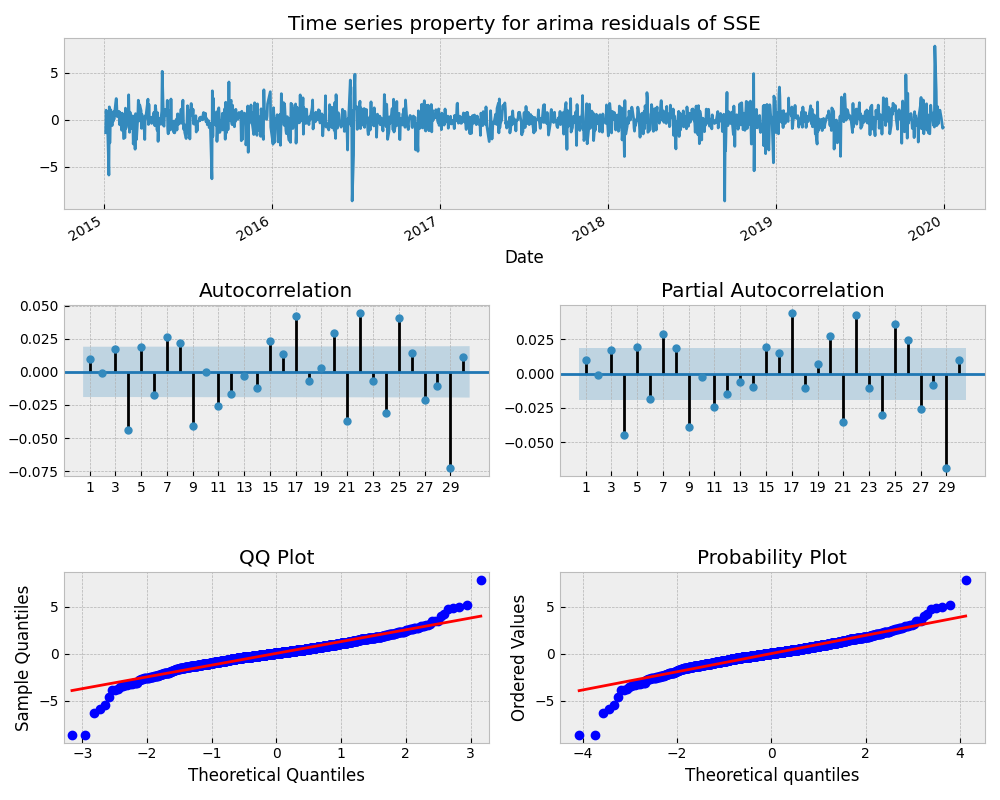 Time series property for arima residuals of SSE
5
0
−5
2015 2016 2017 2018 2019 2020
Date
Autocorrelation
0.050
0.025
0.000
−0.025
−0.050
−0.075
1 3 5 7 9 11 13 15 17 19 21 23 25 27 29
Partial Autocorrelation
0.025
0.000
−0.025
−0.050
1 3 5 7 9 11 13 15 17 19 21 23 25 27 29
QQ Plot
Sample Quantiles
5
0
−5
−3 −2 −1 0 1 2 3
Theoretical Quantiles
Probability Plot
Ordered Values
5
0
−5
−4 −2 0 2 4
Theoretical quantiles